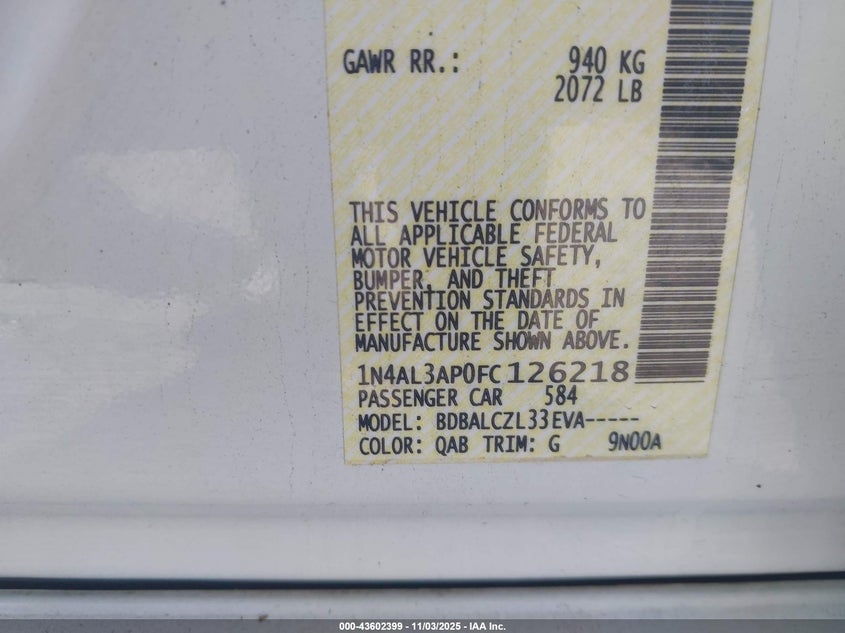 GAWR RR.: 940 KG
2072 LB
THIS VEHICLE CONFORMS TO
ALL APPLICABLE FEDERAL
MOTOR VEHICLE SAFETY,
BUMPER, AND THEFT
PREVENTION STANDARDS IN
EFFECT ON THE DATE OF
MANUFACTURE SHOWN ABOVE.
1N4AL3AP0FC126218
PASSENGER CAR 584
MODEL: BDBALCZL33EVA-----
COLOR: QAB TRIM: G 9N00A
000-43602399 - 11/03/2025 - IAA Inc.